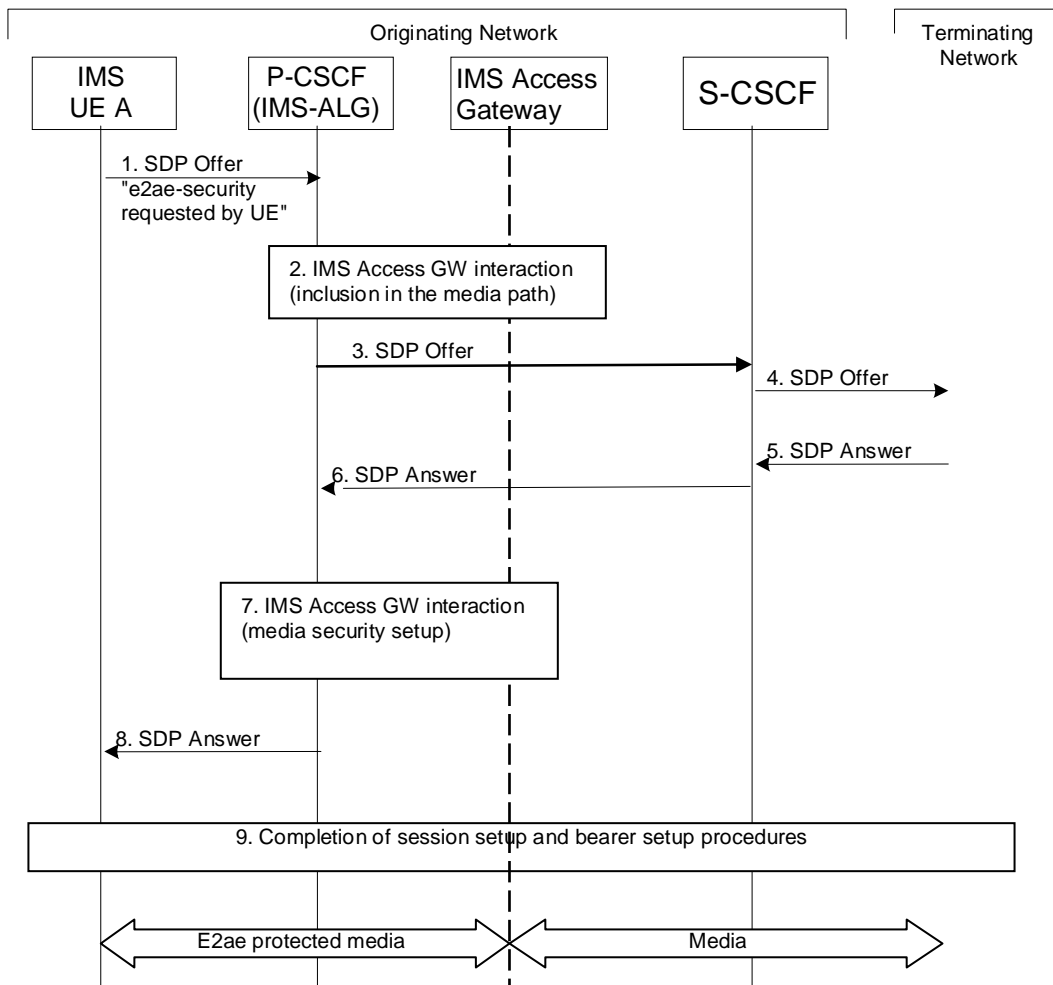 Originating Network
Terminating
Network
IMS
UE A
P-CSCF
(IMS-ALG)
IMS Access
Gateway
S-CSCF
1. SDP Offer
"e2ae-security
requested by UE"
2. IMS Access GW interaction
(inclusion in the media path)
3. SDP Offer
4. SDP Offer
5. SDP Answer
6. SDP Answer
7. IMS Access GW interaction
(media security setup)
8. SDP Answer
9. Completion of session setup and bearer setup procedures
E2ae protected media
Media